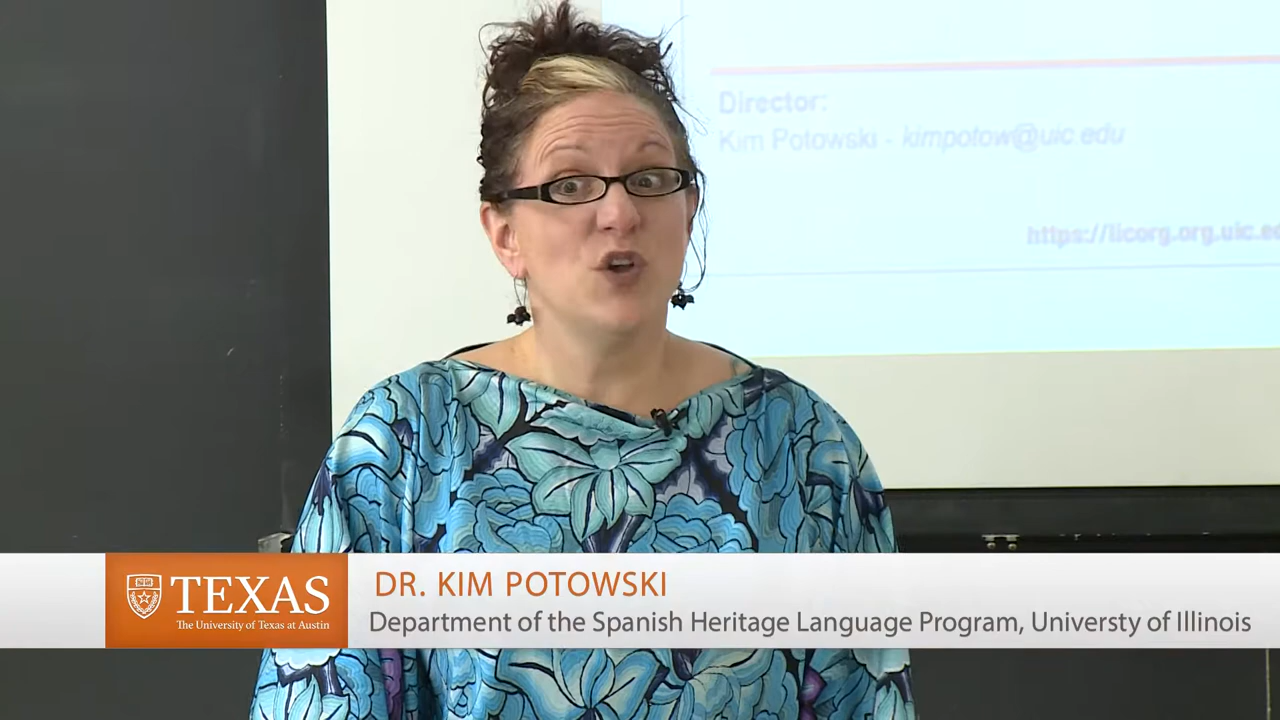 Director:
Kim Potowski - kimpotow@uic.edu
https://licorg.org.uic.ed
TEXAS
The University of Texas at Austin
DR. KIM POTOWSKI
Department of the Spanish Heritage Language Program, Universty of Illinois